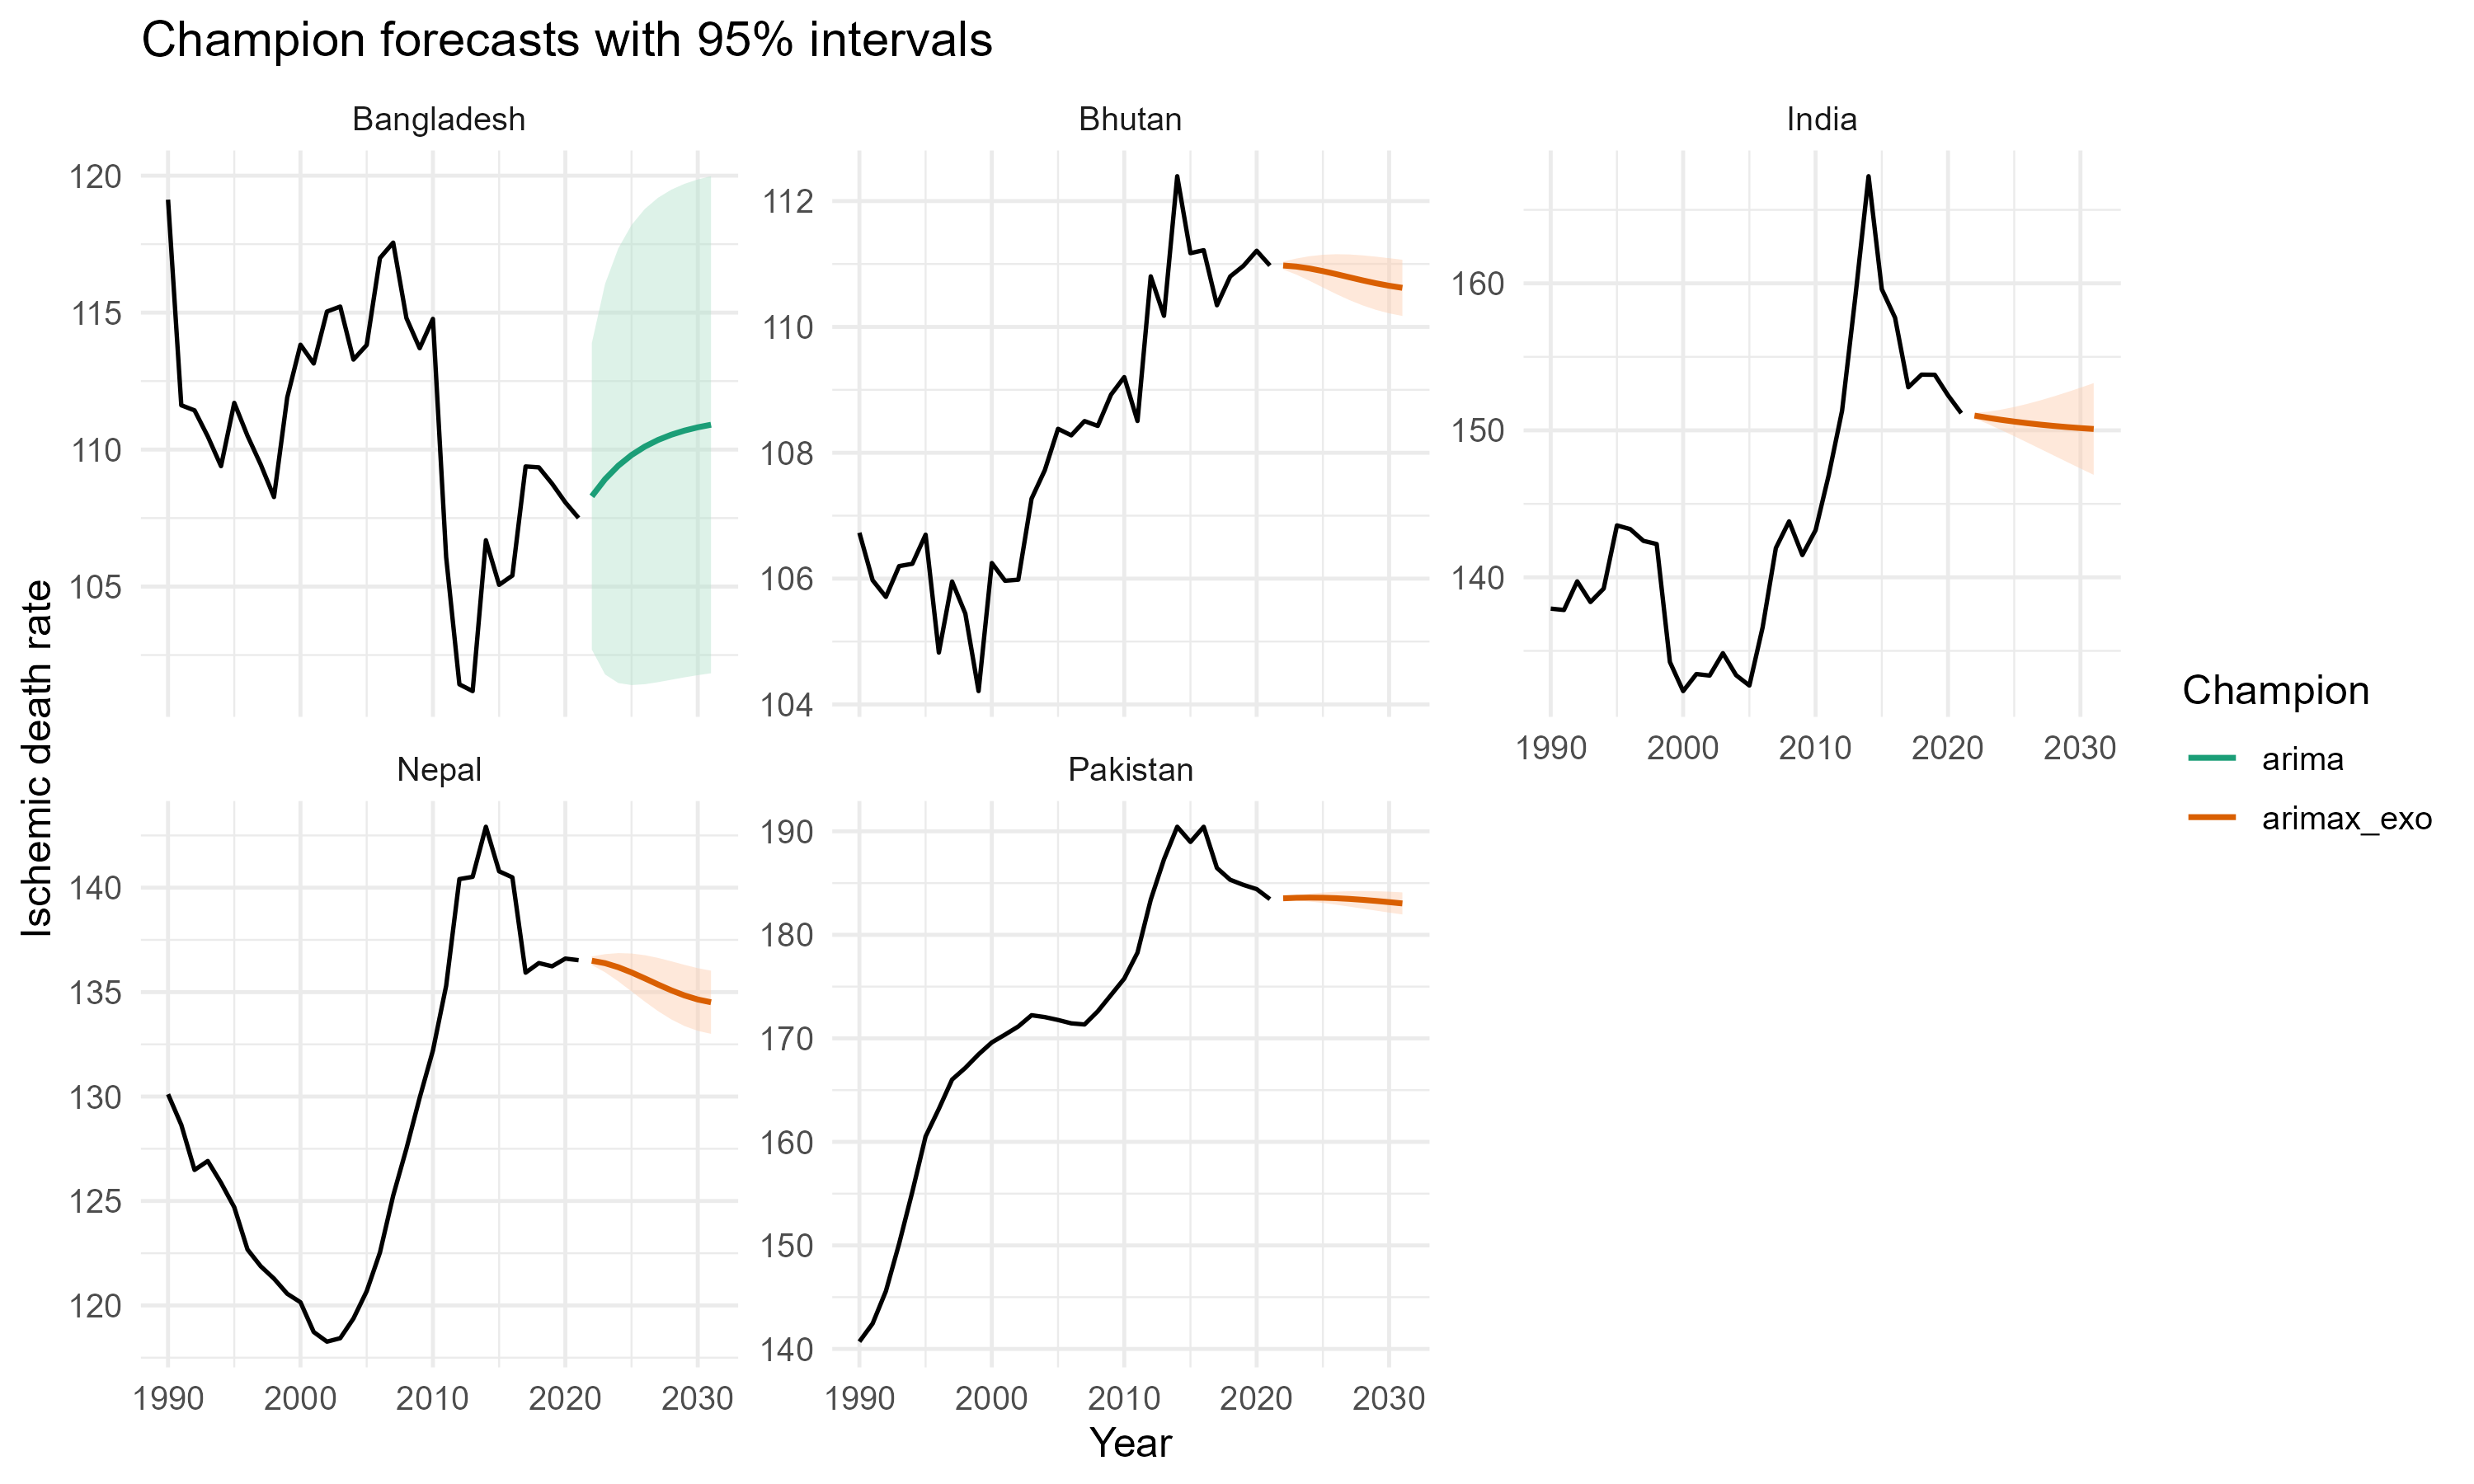 Champion forecasts with 95% intervals
Bangladesh
120
115
110
105
Bhutan
112
110
108
106
104
India
160
150
140
1990 2000 2010 2020 2030
Nepal
140
135
130
125
120
1990 2000 2010 2020 2030
Pakistan
190
180
170
160
150
140
1990 2000 2010 2020 2030
Ischemic death rate
Year
Champion
arima
arimax_exo